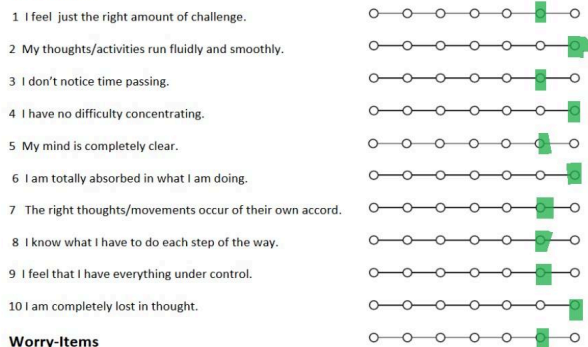 1 I feel just the right amount of challenge.
2 My thoughts/activities run fluidly and smoothly.
3 I don't notice time passing.
4 I have no difficulty concentrating.
5 My mind is completely clear.
6 I am totally absorbed in what I am doing.
7 The right thoughts/movements occur of their own accord.
8 I know what I have to do each step of the way.
9 I feel that I have everything under control.
10 I am completely lost in thought.
Worry-Items